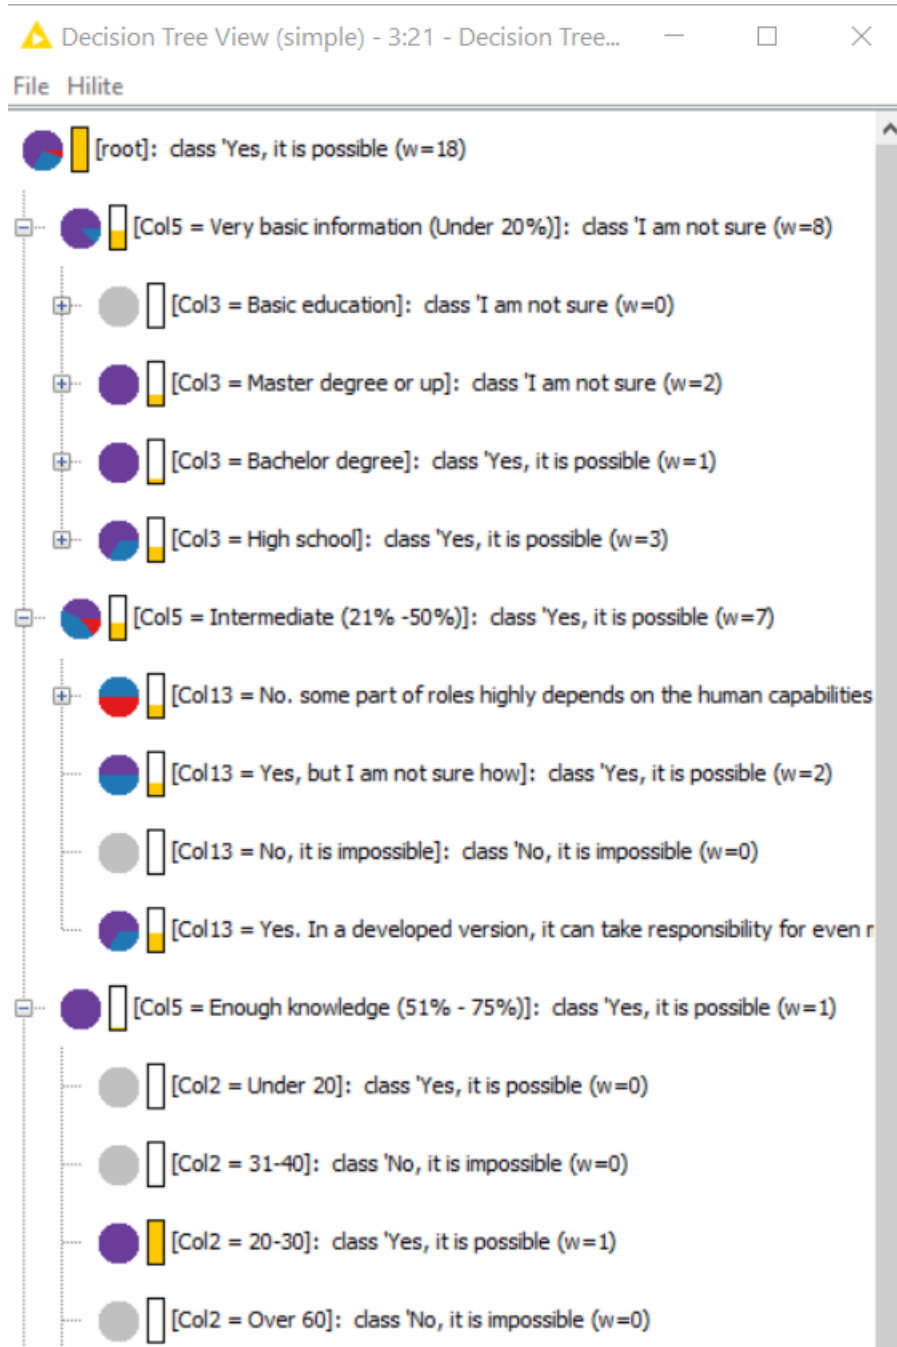 Decision Tree View (simple) - 3:21 - Decision Tree...
File Hilite
[root]: class 'Yes, it is possible (w=18)
[Col5 = Very basic information (Under 20%)]: class 'I am not sure (w=8)
[Col3 = Basic education]: class 'I am not sure (w=0)
[Col3 = Master degree or up]: class 'I am not sure (w=2)
[Col3 = Bachelor degree]: class 'Yes, it is possible (w=1)
[Col3 = High school]: class 'Yes, it is possible (w=3)
[Col5 = Intermediate (21% -50%)]: class 'Yes, it is possible (w=7)
[Col13 = No. some part of roles highly depends on the human capabilities
[Col13 = Yes, but I am not sure how]: class 'Yes, it is possible (w=2)
[Col13 = No, it is impossible]: class 'No, it is impossible (w=0)
[Col13 = Yes. In a developed version, it can take responsibility for even
[Col5 = Enough knowledge (51% - 75%)]: class 'Yes, it is possible (w=1)
[Col2 = Under 20]: class 'Yes, it is possible (w=0)
[Col2 = 31-40]: class 'No, it is impossible (w=0)
[Col2 = 20-30]: class 'Yes, it is possible (w=1)
[Col2 = Over 60]: class 'No, it is impossible (w=0)